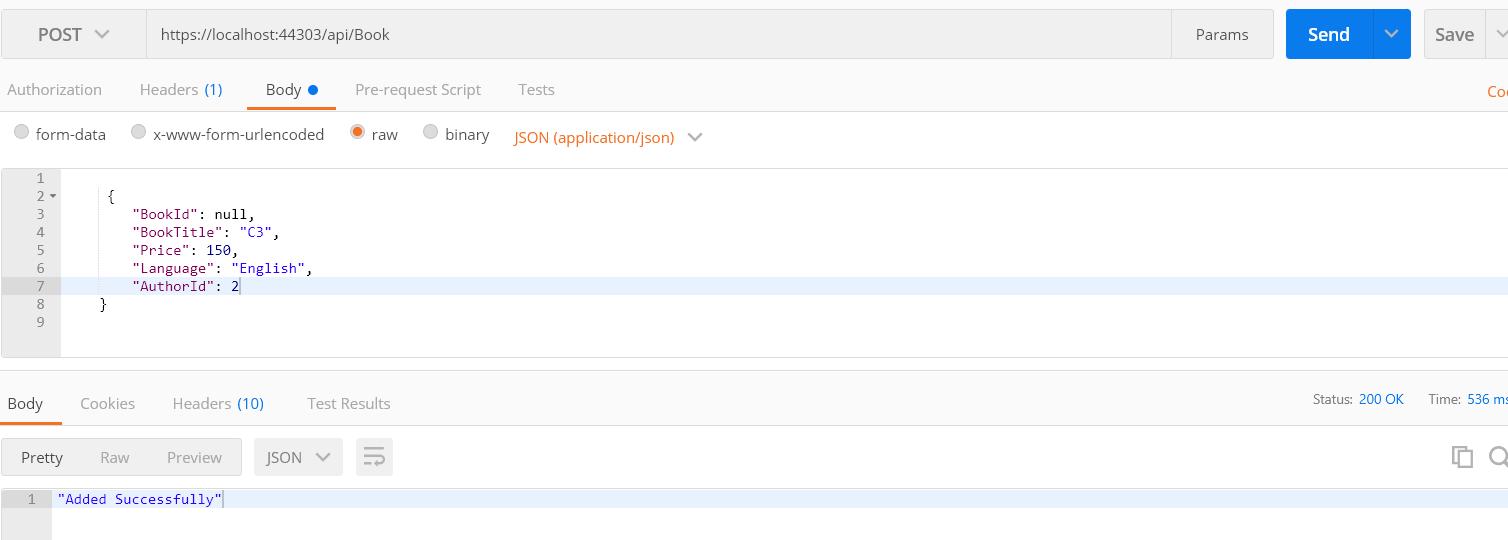 POST https://localhost:44303/api/Book Params Send Save
Authorization Headers (1) Body Pre-request Script Tests
form-data x-www-form-urlencoded raw binary JSON (application/json)
1
2 {
3 "BookId": null,
4 "BookTitle": "C3",
5 "Price": 150,
6 "Language": "English",
7 "AuthorId": 2
8 }
9
Body Cookies Headers (10) Test Results Status: 200 OK Time: 536 ms
Pretty Raw Preview JSON
1 "Added Successfully"